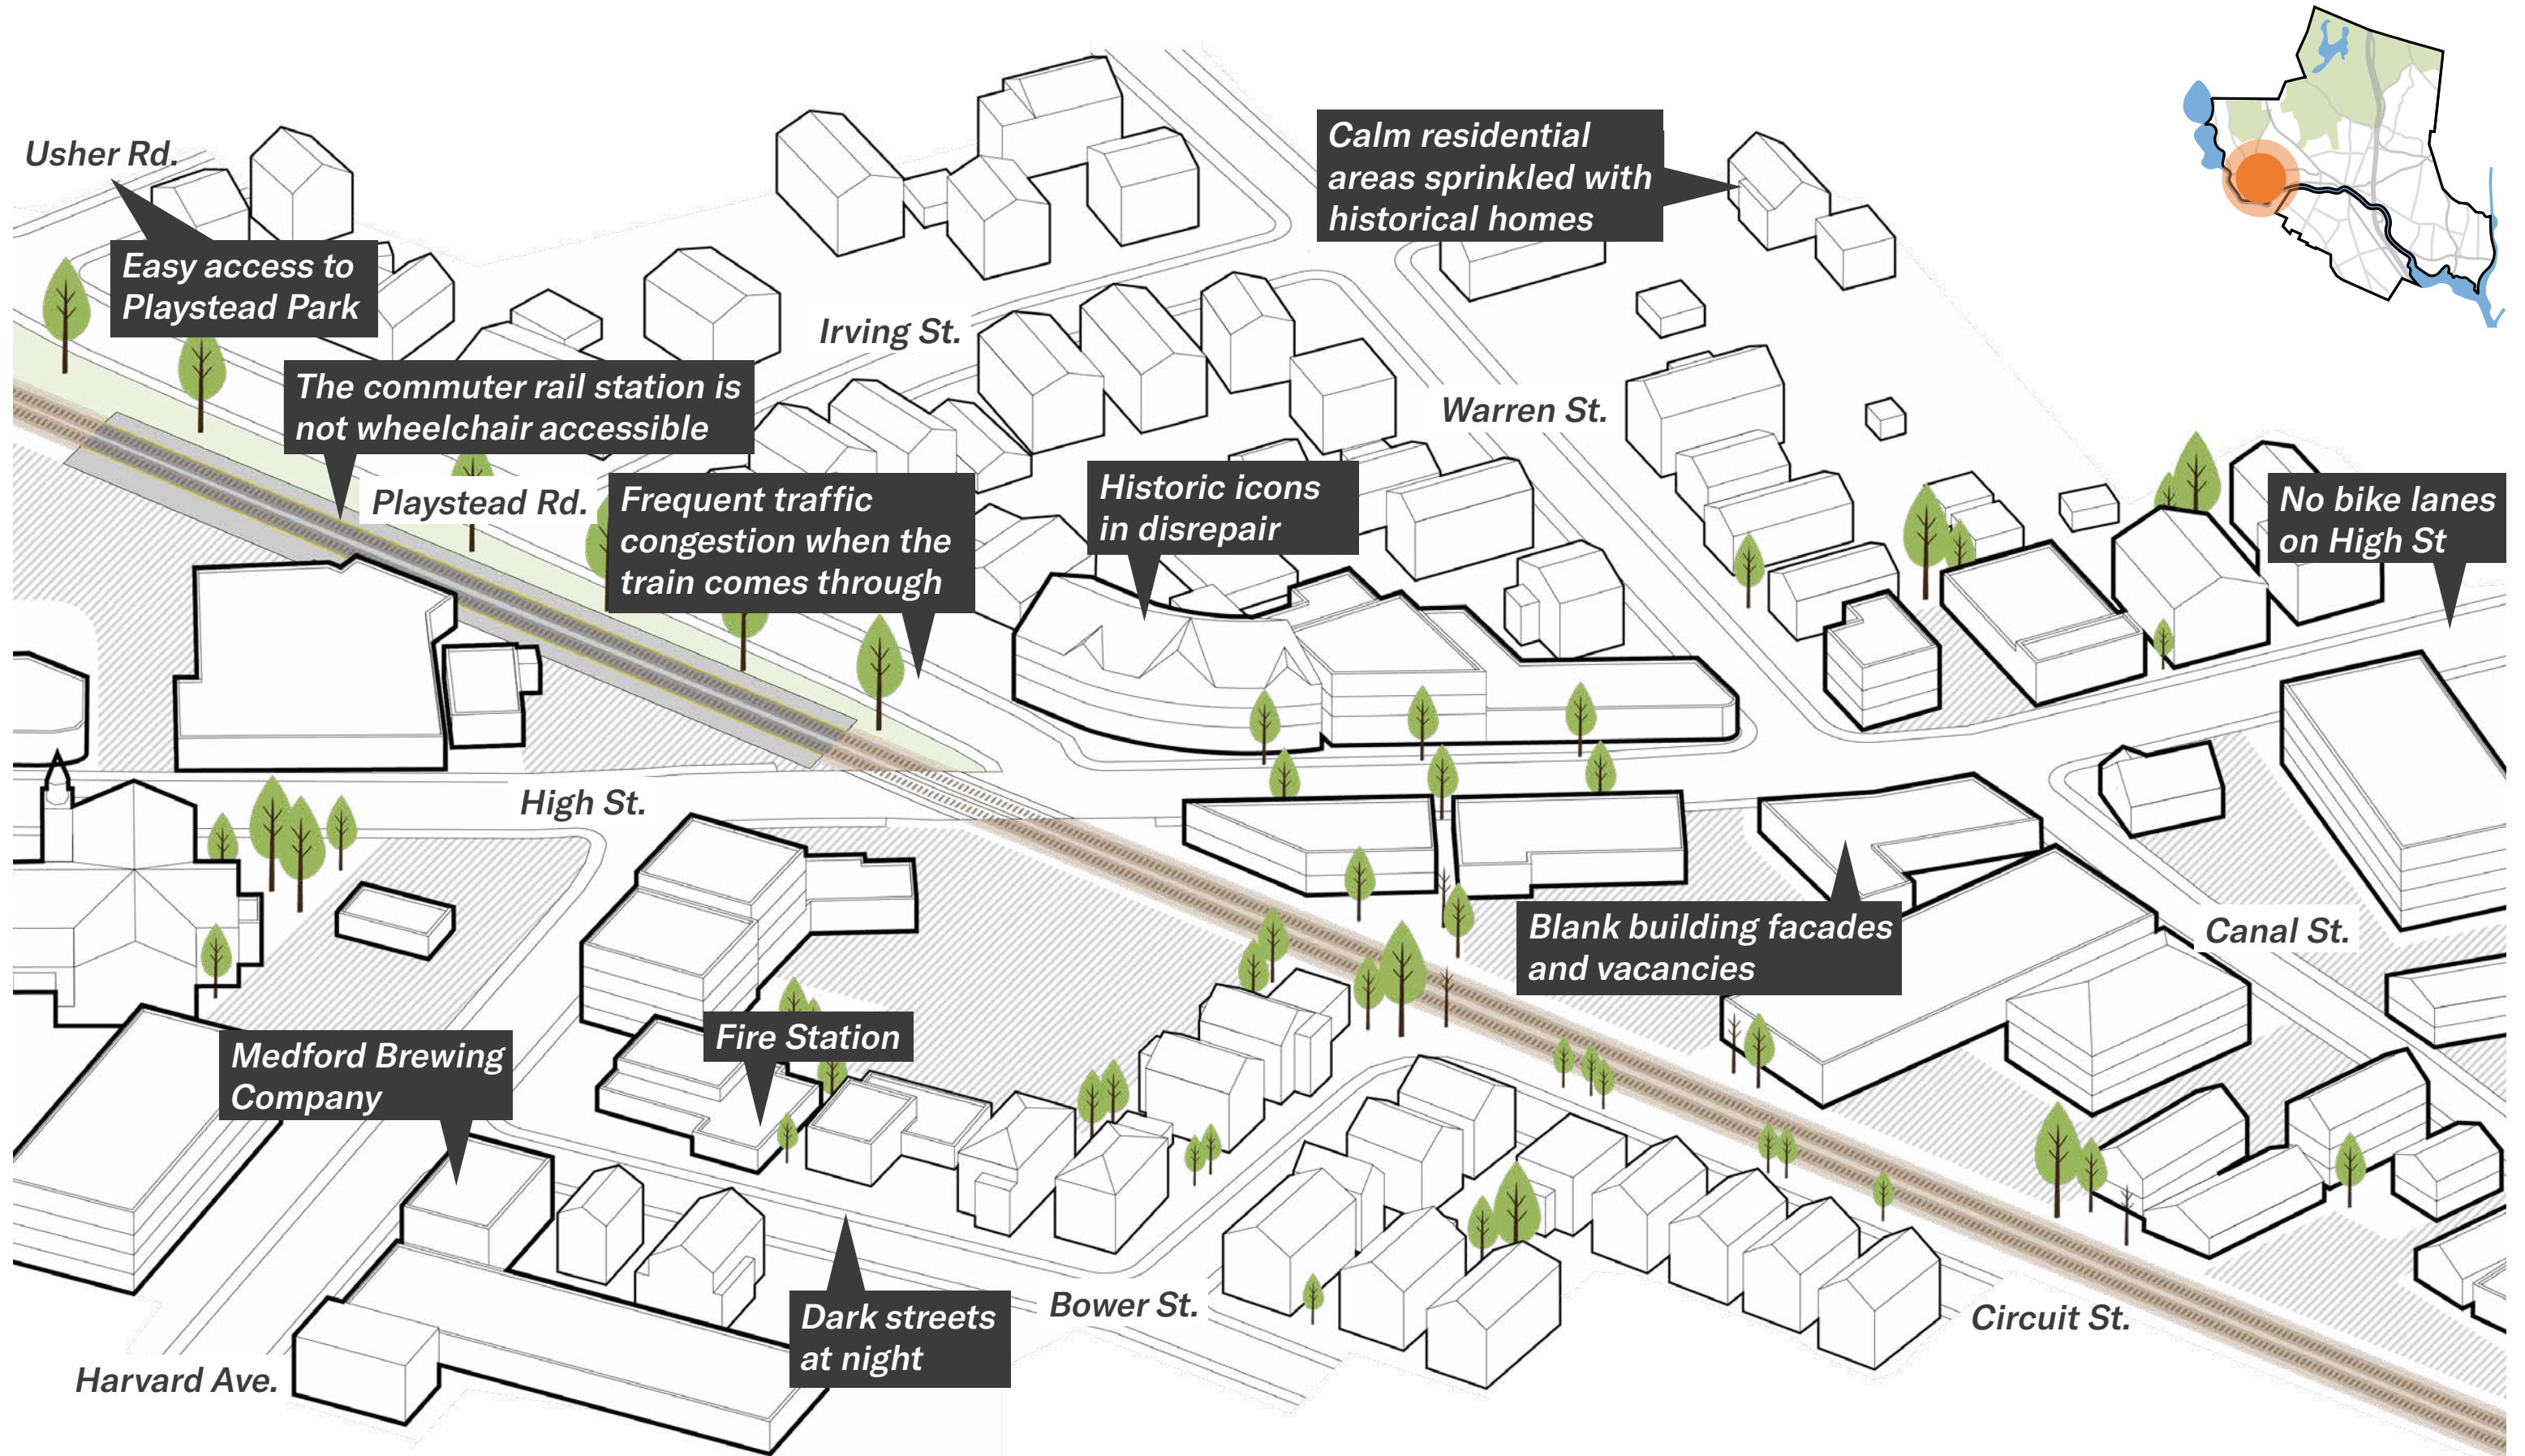 Usher Rd.
Easy access to
Playstead Park
Calm residential
areas sprinkled with
historical homes
Irving St.
The commuter rail station is
not wheelchair accessible
Warren St.
Playstead Rd.
Frequent traffic
congestion when the
train comes through
Historic icons
in disrepair
No bike lanes
on High St
High St.
Blank building facades
and vacancies
Canal St.
Fire Station
Medford Brewing
Company
Dark streets
at night
Bower St.
Circuit St.
Harvard Ave.